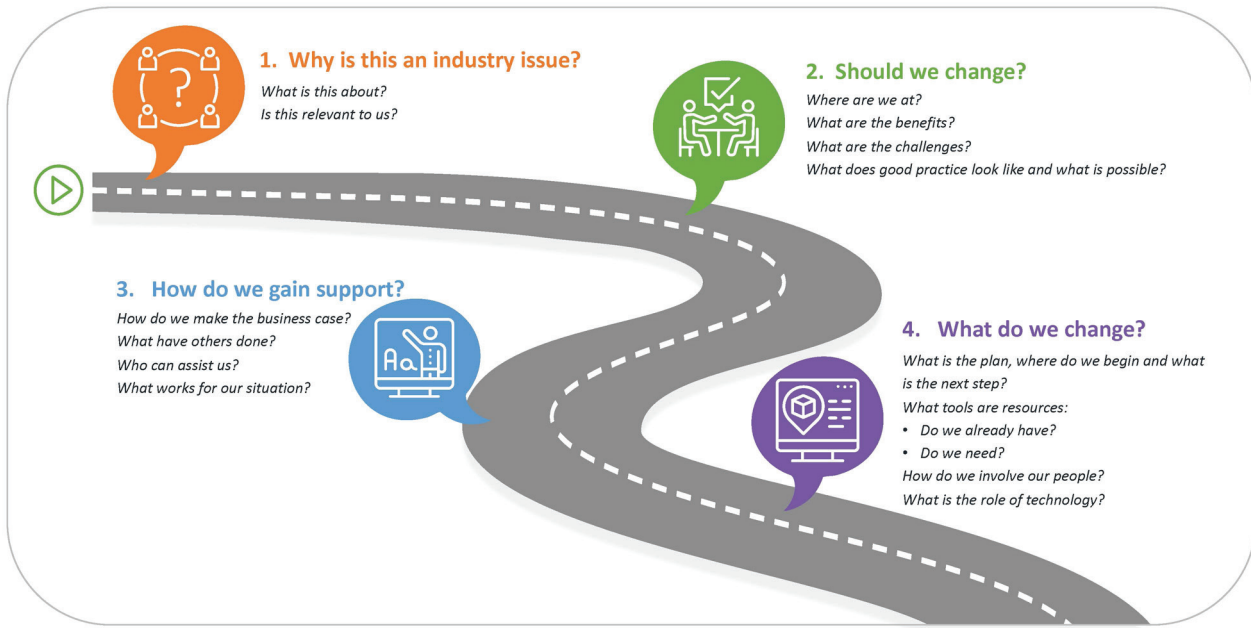 1. Why is this an industry issue?
What is this about?
Is this relevant to us?
?
2. Should we change?
Where are we at?
What are the benefits?
What are the challenges?
What does good practice look like and what is possible?
3. How do we gain support?
How do we make the business case?
What have others done?
Who can assist us?
What works for our situation?
Aa
4. What do we change?
What is the plan, where do we begin and what
is the next step?
What tools are resources:
• Do we already have?
• Do we need?
How do we involve our people?
What is the role of technology?